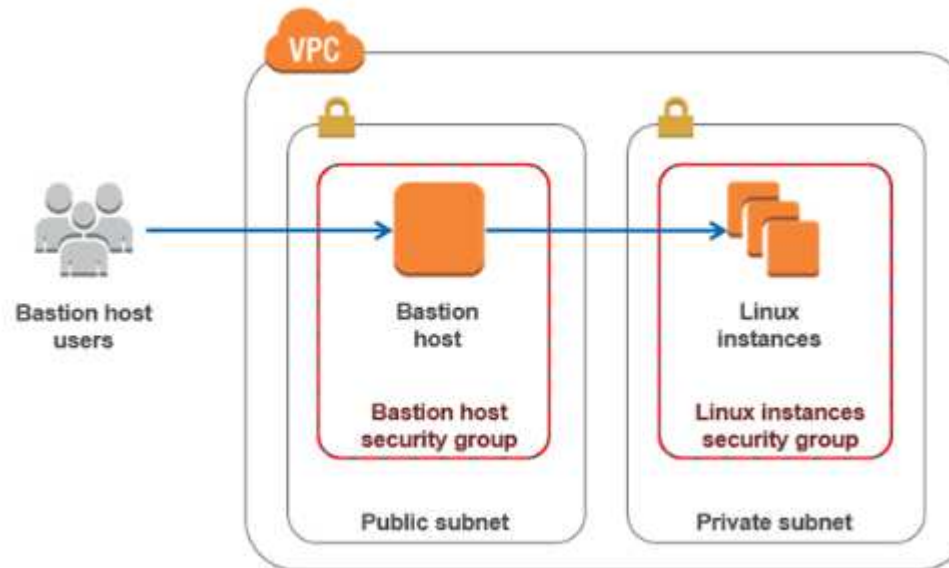 VPC
Bastion host
users
Bastion
host
Bastion host
security group
Public subnet
Linux
instances
Linux instances
security group
Private subnet